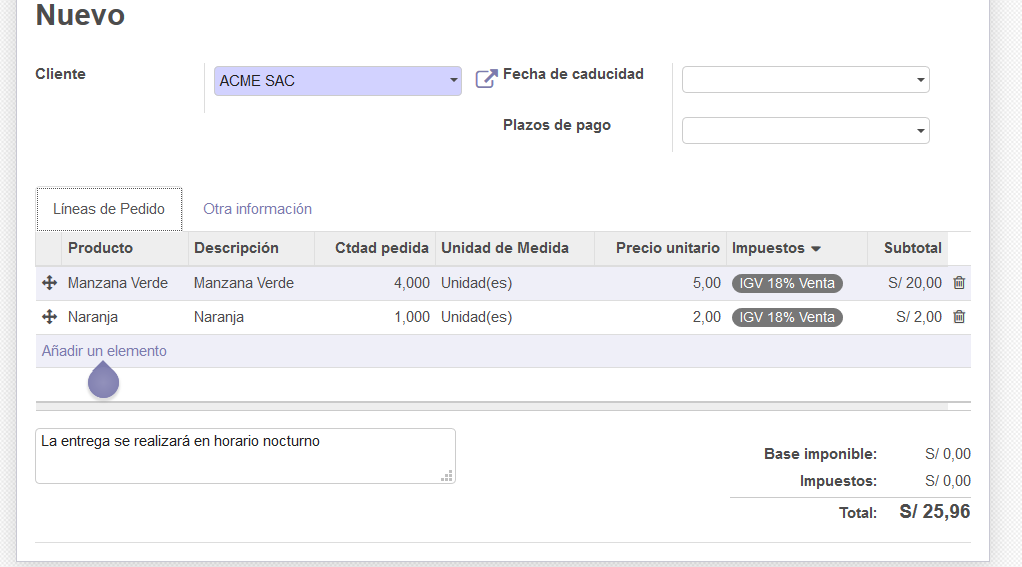 Nuevo
Cliente
ACME SAC
Fecha de caducidad
Plazos de pago
Líneas de Pedido
Otra información
Producto Descripción Ctdad pedida Unidad de Medida Precio unitario Impuestos Subtotal
Manzana Verde Manzana Verde 4,000 Unidad(es) 5,00 IGV 18% Venta S/ 20,00
Naranja Naranja 1,000 Unidad(es) 2,00 IGV 18% Venta S/ 2,00
Añadir un elemento
La entrega se realizará en horario nocturno
Base imponible: S/ 0,00
Impuestos: S/ 0,00
Total: S/ 25,96